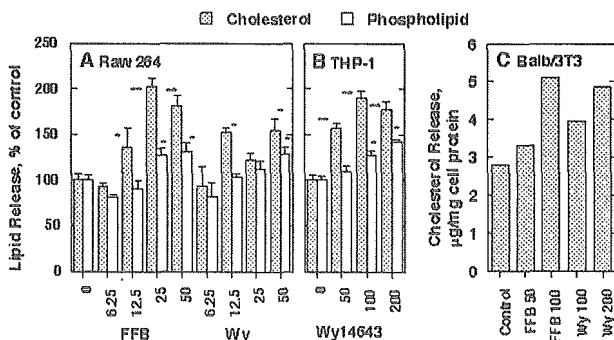 Cholesterol Phospholipid
Lipid Release, % of control
250
200
150
100
50
0
A Raw 264
** *** *** ** ** ** ** **
0 6.25 12.5 25 50 6.25 12.5 25 50
FFB Wy
B THP-1
*** *** *** ** **
0 50 100 200
Wy14643
Cholesterol Release,
µg/mg cell protein
6
5
4
3
2
1
0
C Balb/3T3
Control FFB 50 FFB 100 Wy 100 Wy 200